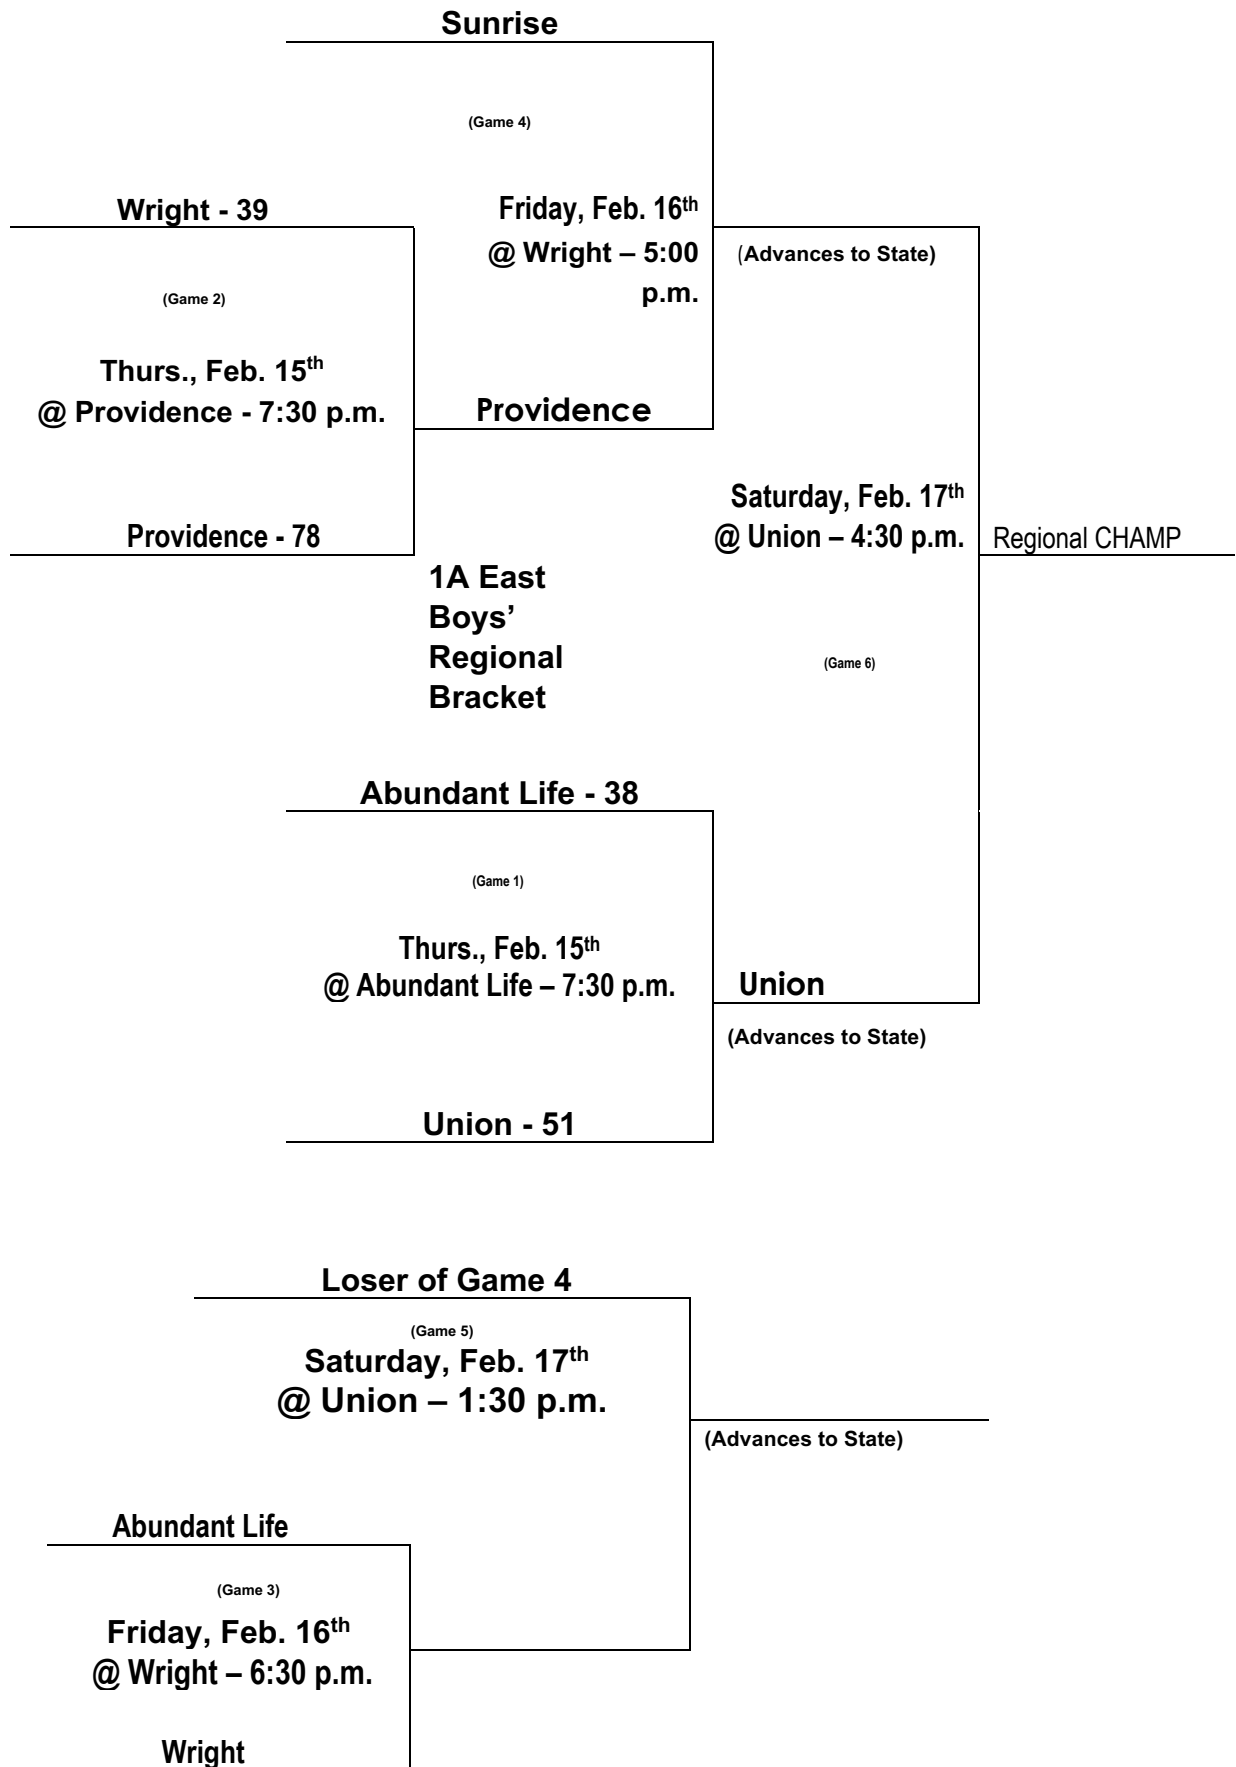 Sunrise
(Game 4)
Wright - 39
Friday, Feb. 16th
@ Wright – 5:00
p.m.
(Advances to State)
(Game 2)
Thurs., Feb. 15th
@ Providence - 7:30 p.m.
Providence
Saturday, Feb. 17th
@ Union – 4:30 p.m.
Regional CHAMP
Providence - 78
1A East
Boys’
Regional
Bracket
(Game 6)
Abundant Life - 38
(Game 1)
Thurs., Feb. 15th
@ Abundant Life – 7:30 p.m.
Union
(Advances to State)
Union - 51
Loser of Game 4
(Game 5)
Saturday, Feb. 17th
@ Union – 1:30 p.m.
(Advances to State)
Abundant Life
(Game 3)
Friday, Feb. 16th
@ Wright – 6:30 p.m.
Wright